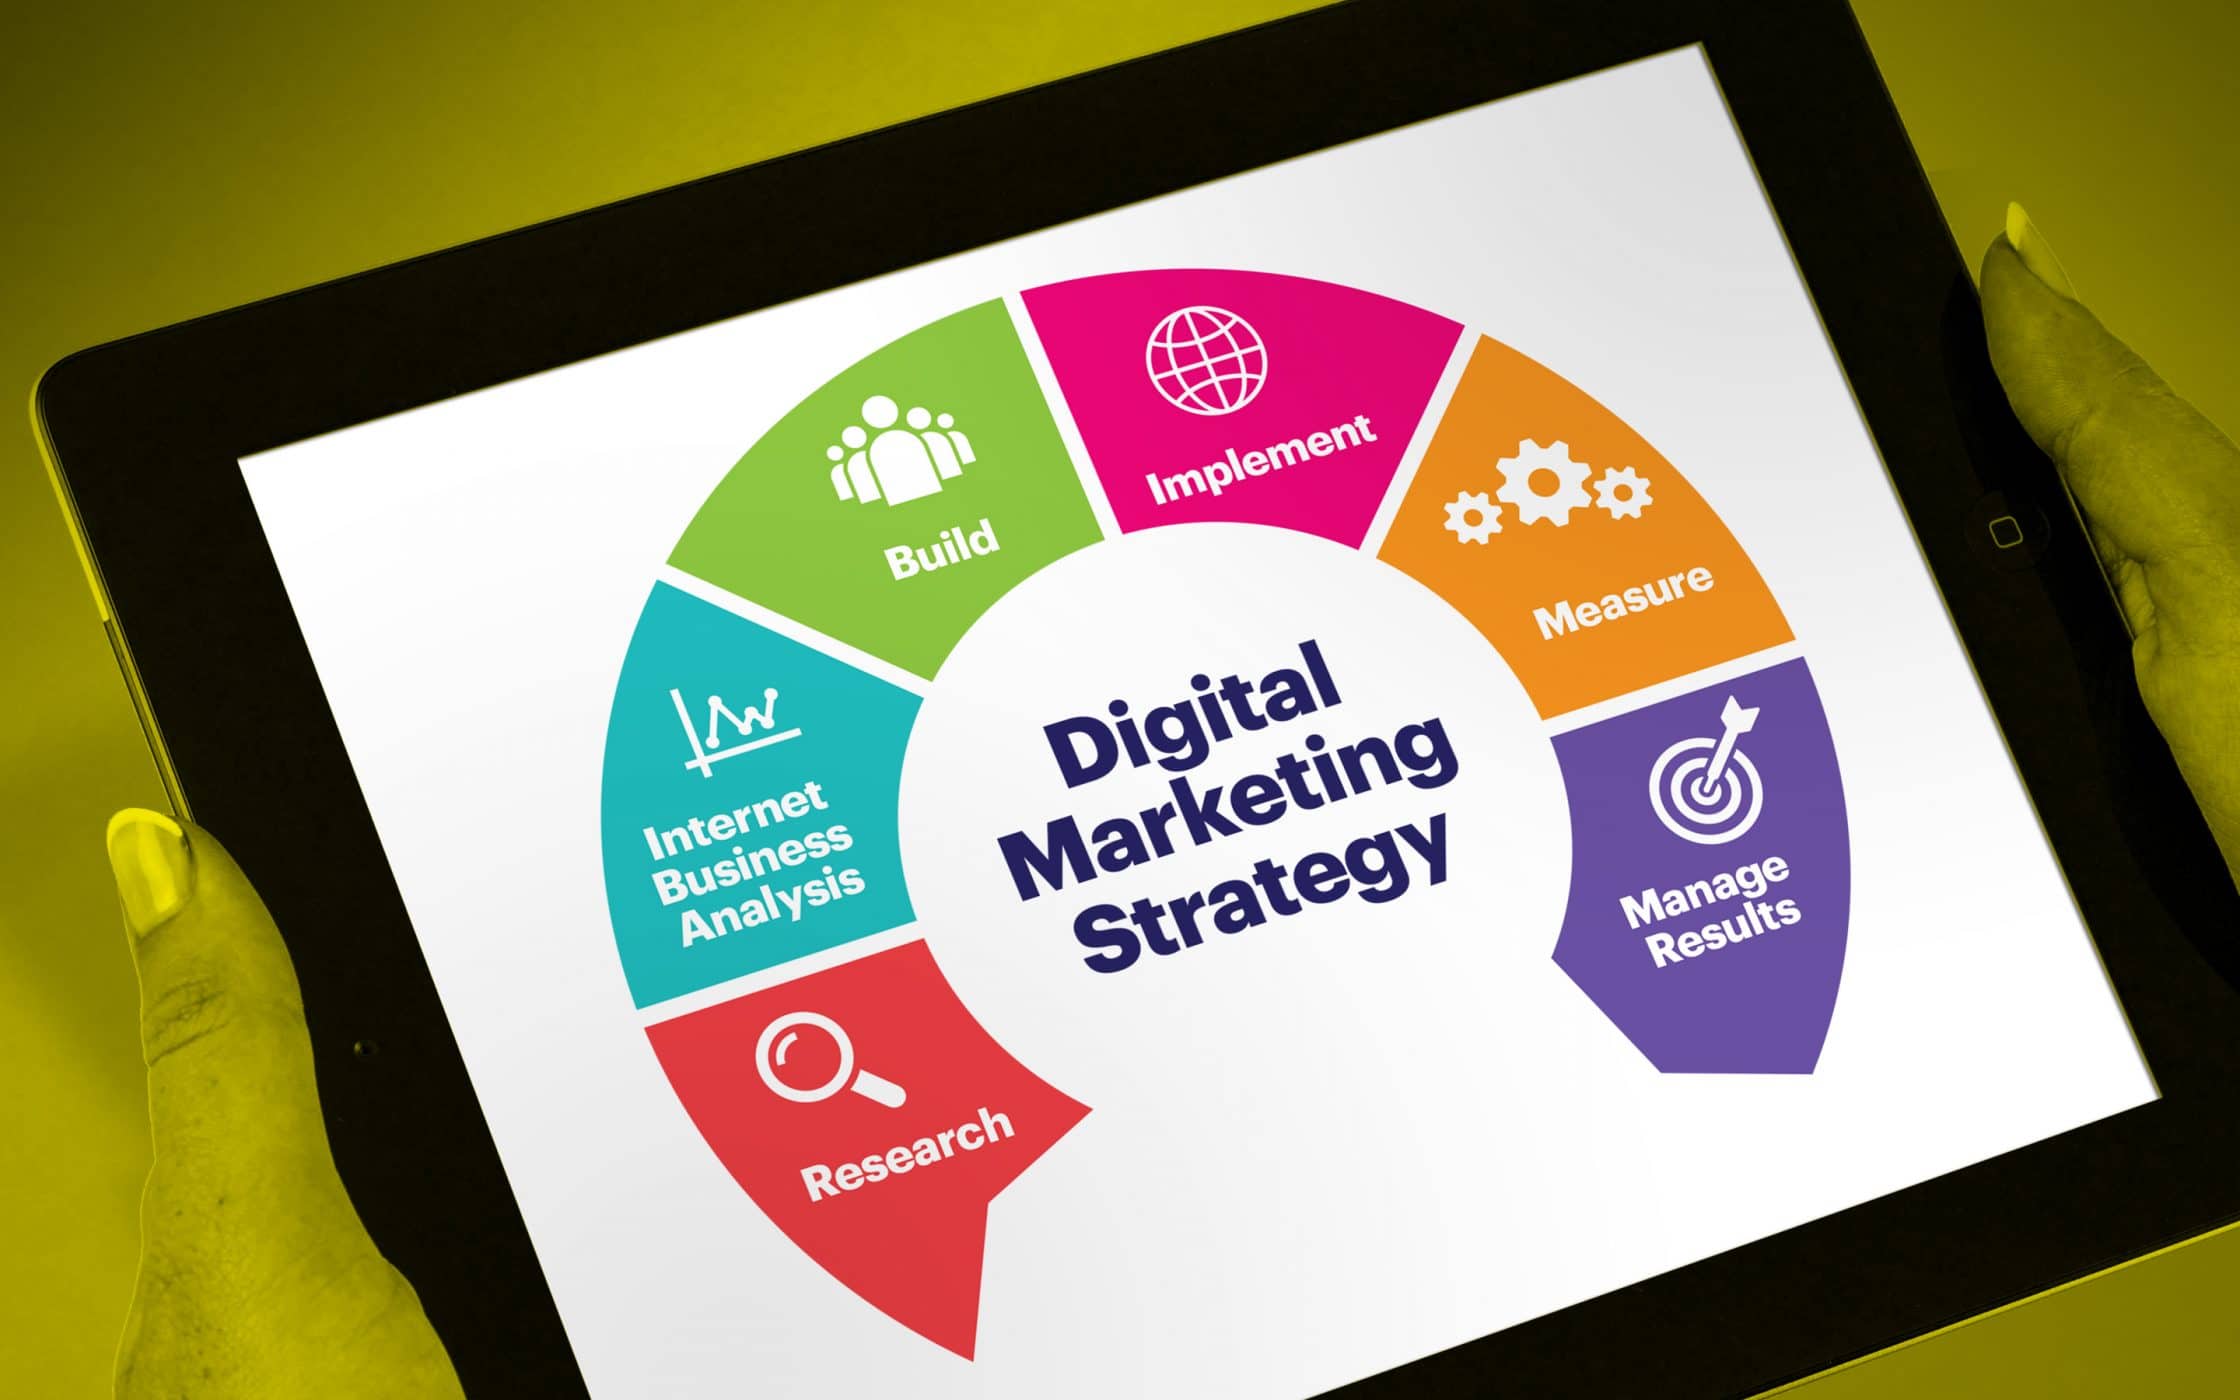 Digital
Marketing
Strategy
Research
Internet
Business
Analysis
Build
Implement
Measure
Manage
Results